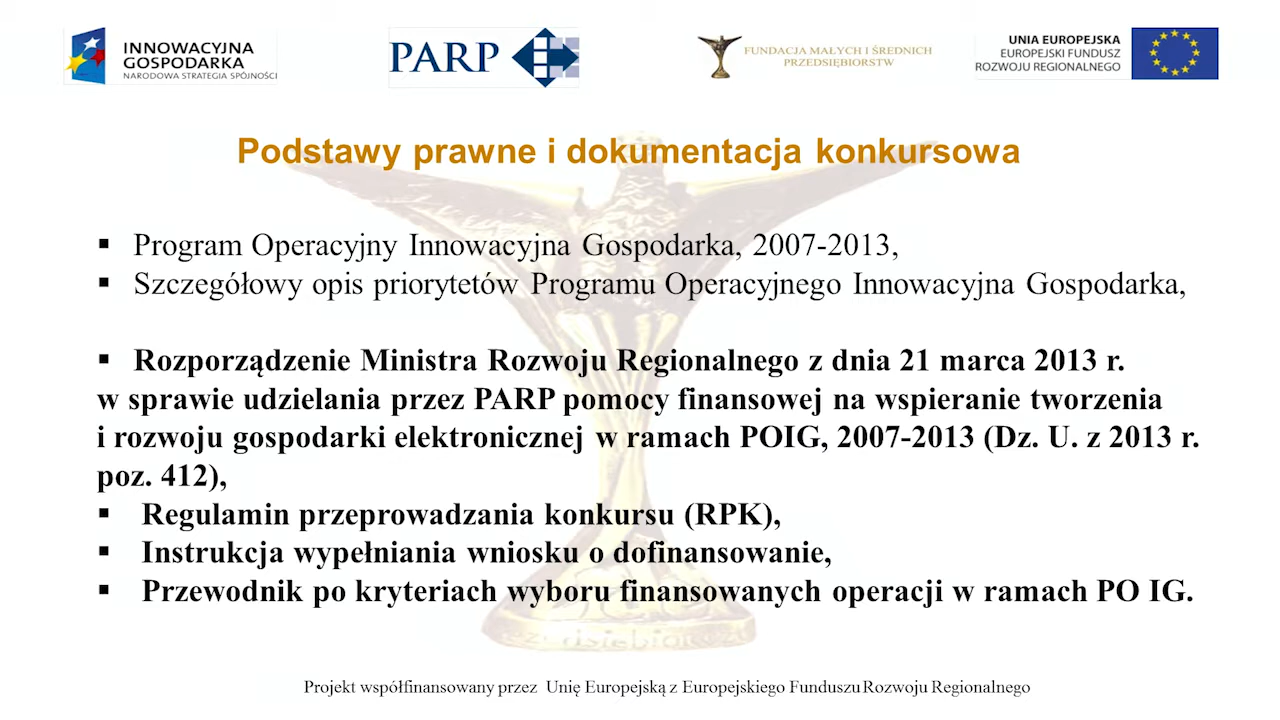 INNOWACYJNA
GOSPODARKA
NARODOWA STRATEGIA SPÓJNOŚCI
PARP
FUNDACJA MAŁYCH I ŚREDNICH
PRZEDSIĘBIORSTW
UNIA EUROPEJSKA
EUROPEJSKI FUNDUSZ
ROZWOJU REGIONALNEGO
Podstawy prawne i dokumentacja konkursowa
▪ Program Operacyjny Innowacyjna Gospodarka, 2007-2013,
▪ Szczegółowy opis priorytetów Programu Operacyjnego Innowacyjna Gospodarka,
▪ Rozporządzenie Ministra Rozwoju Regionalnego z dnia 21 marca 2013 r.
w sprawie udzielania przez PARP pomocy finansowej na wspieranie tworzenia
i rozwoju gospodarki elektronicznej w ramach POIG, 2007-2013 (Dz. U. z 2013 r.
poz. 412),
▪ Regulamin przeprowadzania konkursu (RPK),
▪ Instrukcja wypełniania wniosku o dofinansowanie,
▪ Przewodnik po kryteriach wyboru finansowanych operacji w ramach PO IG.
Projekt współfinansowany przez Unię Europejską z Europejskiego Funduszu Rozwoju Regionalnego